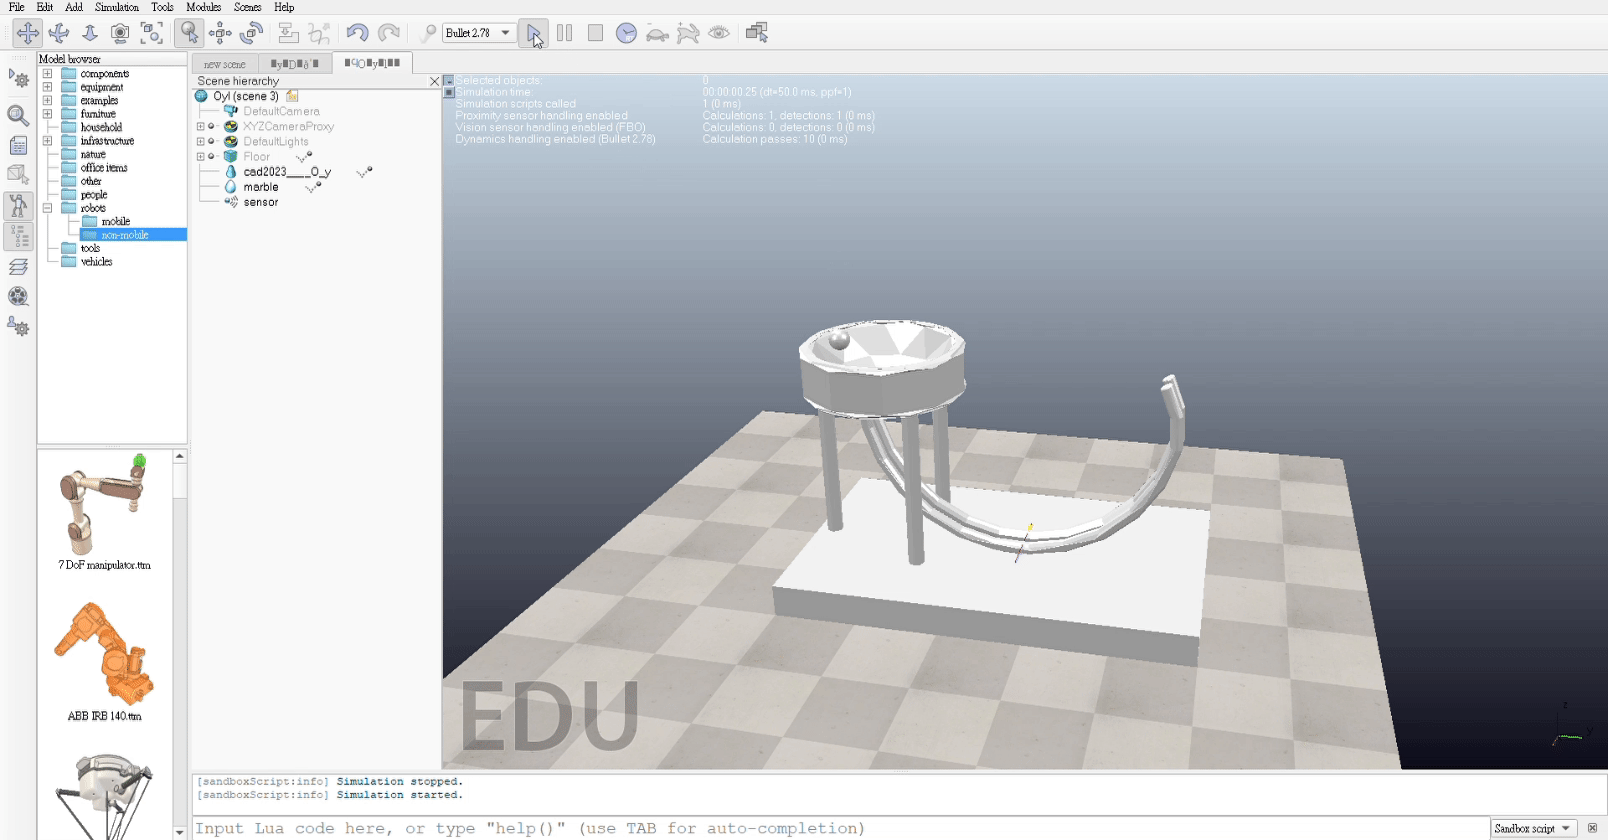 File Edit Add Simulation Tools Modules Scenes Help
Bullet 2.78
Model browser
components
equipment
examples
furniture
household
infrastructure
nature
office items
other
people
robots
mobile
non-mobile
tools
vehicles
7 DoF manipulator.ttm
ABB IRB 140.ttm
new scene
Scene hierarchy
Oyl (scene 3)
DefaultCamera
XYZCameraProxy
DefaultLights
Floor
cad2023____O_y
marble
sensor
Selected objects: 0
Simulation time: 00:00:00.25 (dt=50.0 ms, ppf=1)
Simulation scripts called 1 (0 ms)
Proximity sensor handling enabled Calculations: 1, detections: 1 (0 ms)
Vision sensor handling enabled (FBO) Calculations: 0, detections: 0 (0 ms)
Dynamics handling enabled (Bullet 2.78) Calculation passes: 10 (0 ms)
EDU
z
y
[sandboxScript:info] Simulation stopped.
[sandboxScript:info] Simulation started.
Input Lua code here, or type "help()" (use TAB for auto-completion)
Sandbox script